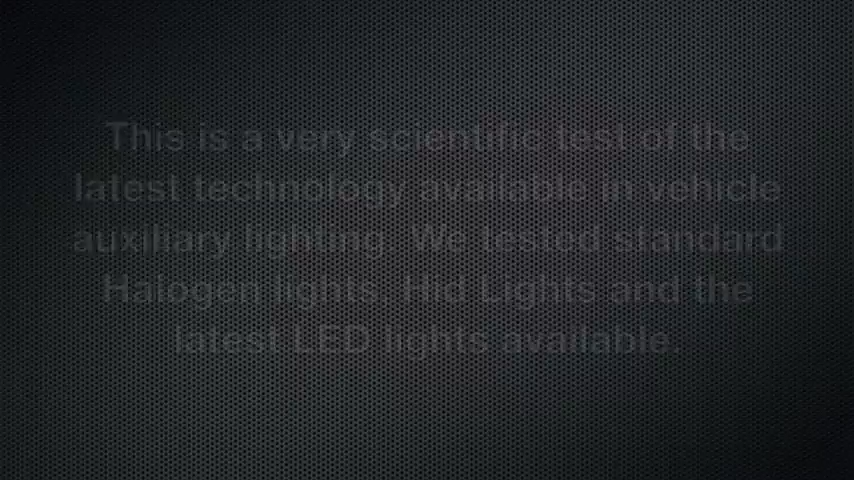 This is a very scientific test of the
latest technology available in vehicle
auxiliary lighting. We tested standard
Halogen lights, Hid Lights and the
latest LED lights available.